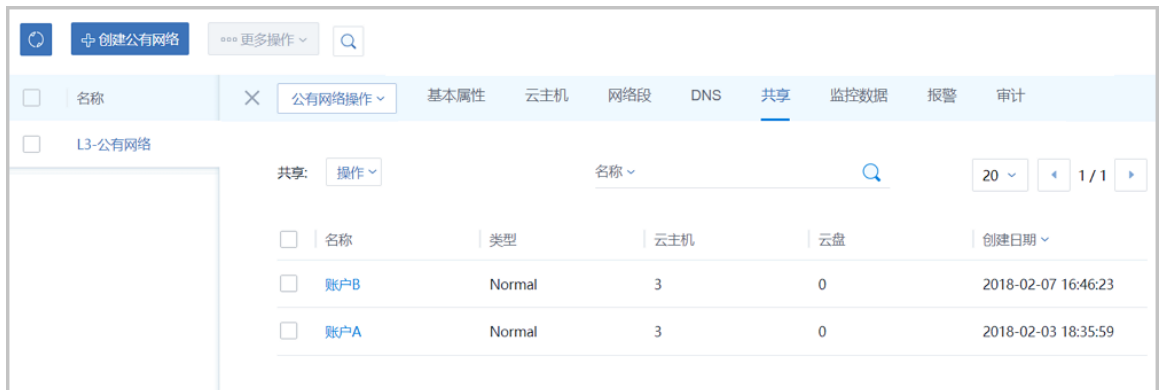 创建公有网络 更多操作
名称 公有网络操作 基本属性 云主机 网络段 DNS 共享 监控数据 报警 审计
L3-公有网络
共享: 操作 名称 20 1 / 1
名称 类型 云主机 云盘 创建日期
账户B Normal 3 0 2018-02-07 16:46:23
账户A Normal 3 0 2018-02-03 18:35:59